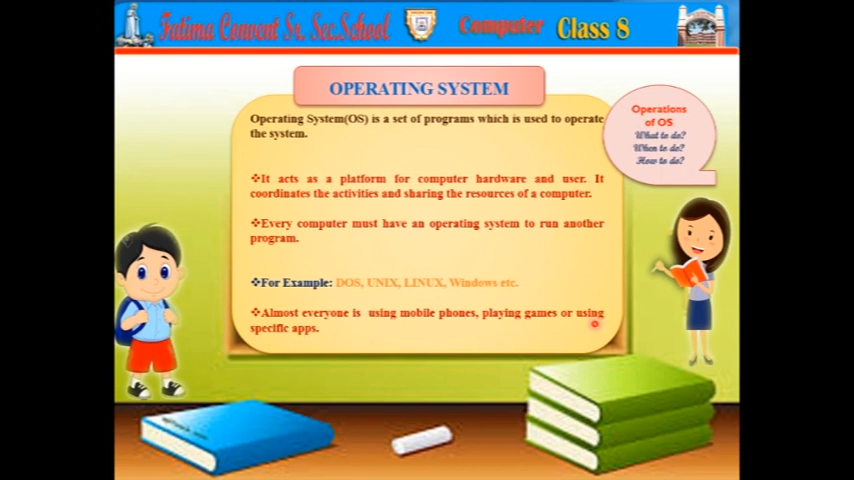 Fatima Convent Sr. Sec.School Computer Class 8
OPERATING SYSTEM
Operating System(OS) is a set of programs which is used to operate
the system.
❖It acts as a platform for computer hardware and user. It
coordinates the activities and sharing the resources of a computer.
❖Every computer must have an operating system to run another
program.
❖For Example: DOS, UNIX, LINUX, Windows etc.
❖Almost everyone is using mobile phones, playing games or using
specific apps.
Operations
of OS
What to do?
When to do?
How to do?